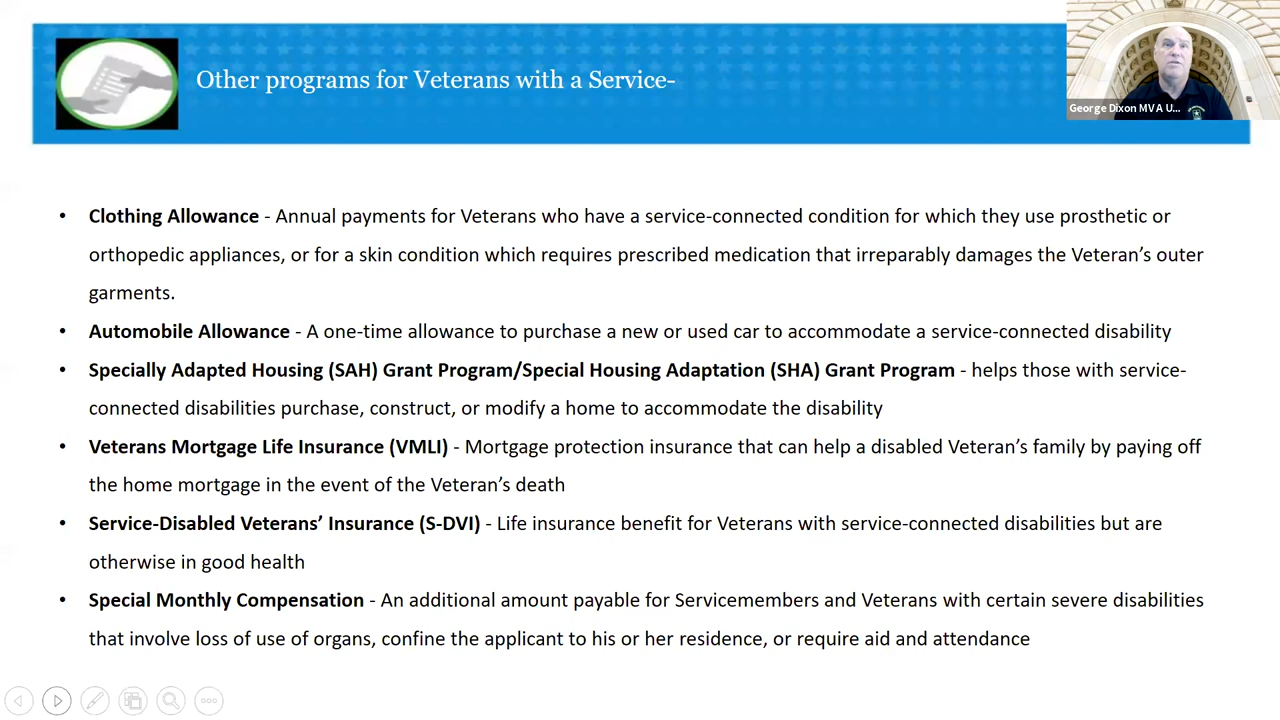 Other programs for Veterans with a Service-
George Dixon MVA U...
• Clothing Allowance - Annual payments for Veterans who have a service-connected condition for which they use prosthetic or
orthopedic appliances, or for a skin condition which requires prescribed medication that irreparably damages the Veteran’s outer
garments.
• Automobile Allowance - A one-time allowance to purchase a new or used car to accommodate a service-connected disability
• Specially Adapted Housing (SAH) Grant Program/Special Housing Adaptation (SHA) Grant Program - helps those with service-
connected disabilities purchase, construct, or modify a home to accommodate the disability
• Veterans Mortgage Life Insurance (VMLI) - Mortgage protection insurance that can help a disabled Veteran’s family by paying off
the home mortgage in the event of the Veteran’s death
• Service-Disabled Veterans’ Insurance (S-DVI) - Life insurance benefit for Veterans with service-connected disabilities but are
otherwise in good health
• Special Monthly Compensation - An additional amount payable for Servicemembers and Veterans with certain severe disabilities
that involve loss of use of organs, confine the applicant to his or her residence, or require aid and attendance